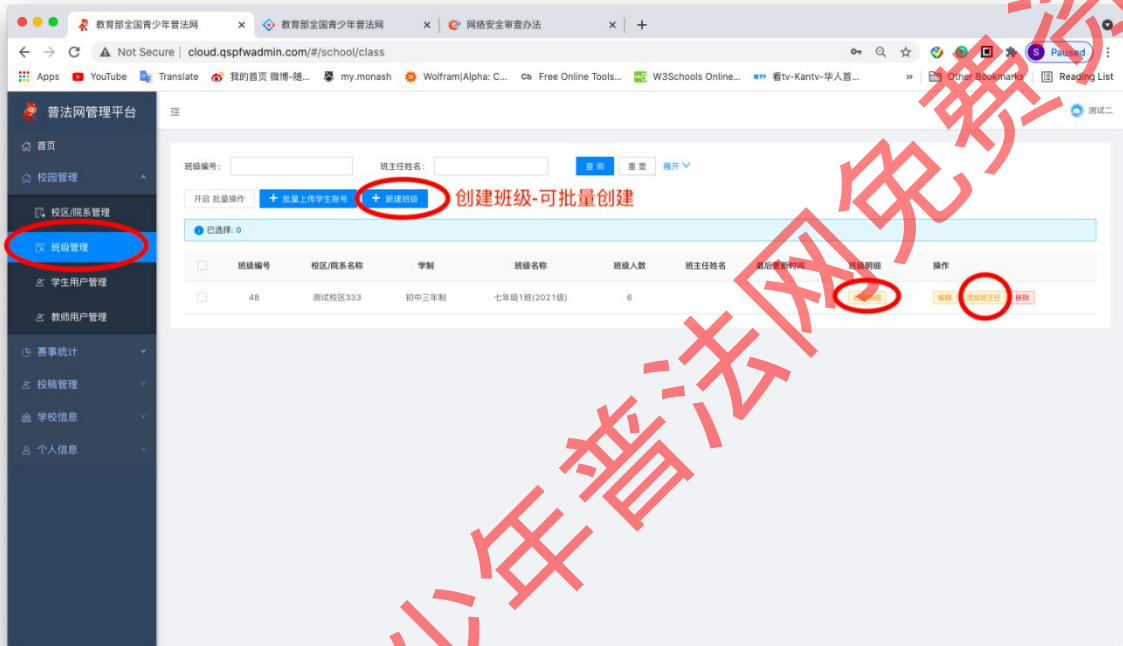 教育部全国青少年普法网
教育部全国青少年普法网
网络安全审查办法
Not Secure | cloud.qspfwadmin.com/#/school/class
S Paused
Apps YouTube Translate 我的首页 微博-随... my.monash Wolfram|Alpha: C... Free Online Tools... W3Schools Online... 看tv-Kantv-华人首... » Other Bookmarks Reading List
普法网管理平台
测试二
首页
校园管理
校区/院系管理
班级管理
学生用户管理
教师用户管理
赛事统计
投稿管理
学校信息
个人信息
班级编号: 班主任姓名: 查询 重置 展开
开启 批量操作 + 批量上传学生账号 + 新建班级 创建班级-可批量创建
已选择: 0
班级编号 校区/院系名称 学制 班级名称 班级人数 班主任姓名 最后更新时间 班级明细 操作
48 测试校区333 初中三年制 七年级1班(2021级) 6 编辑 添加班主任 删除
少年普法网免费资